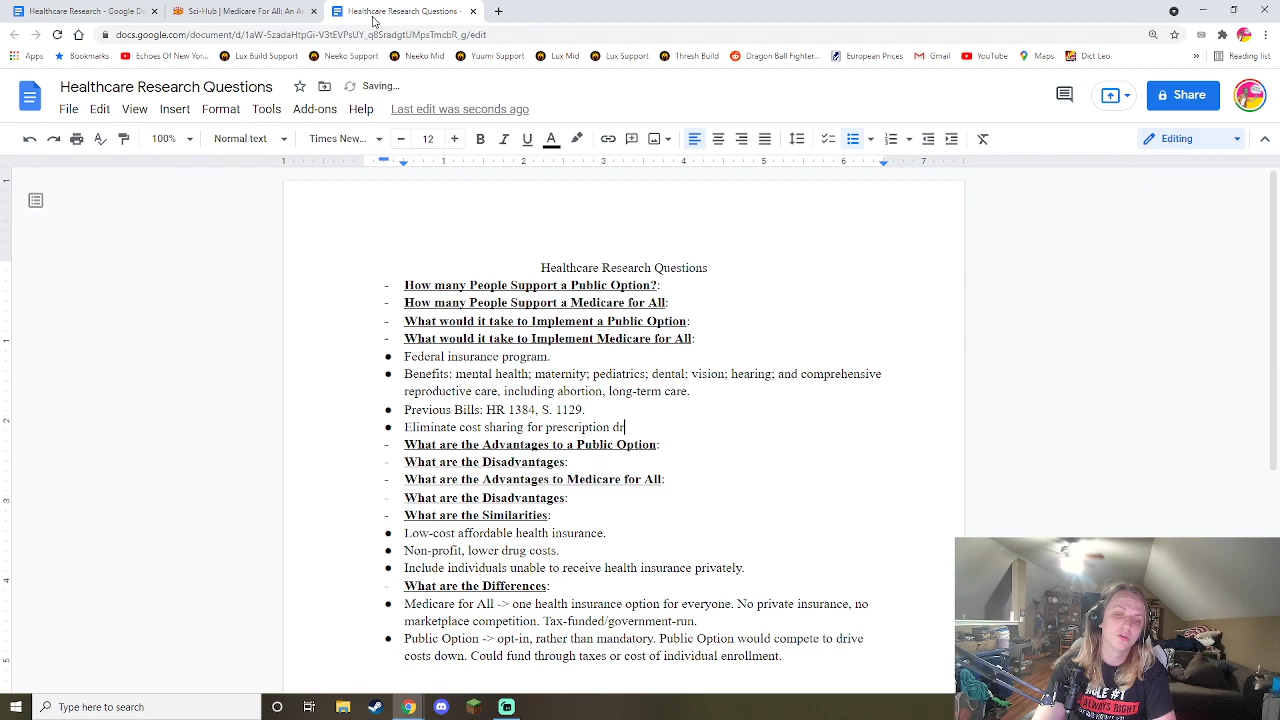 Healthcare Research - Google D
Sci-Hub | Medicare For All: An A
Healthcare Research Questions -
docs.google.com/document/d/1aW-SzadaHtpGi-V3tEVPsUY_q8SradgtUMpsTmcbR_g/edit
Apps
Bookmarks
Echoes Of New Yor...
Lux Build Support
Neeko Support
Neeko Mid
Yuumi Support
Lux Mid
Lux Support
Thresh Build
Dragon Ball Fighter...
European Prices
Gmail
YouTube
Maps
Dict Leo
»
Reading list
Healthcare Research Questions
Saving...
File Edit View Insert Format Tools Add-ons Help Last edit was seconds ago
Share
100% Normal text Times New... 12 Editing
1 1 2 3 4 5 6 7
Healthcare Research Questions
- How many People Support a Public Option?:
- How many People Support a Medicare for All:
- What would it take to Implement a Public Option:
- What would it take to Implement Medicare for All:
● Federal insurance program.
● Benefits: mental health; maternity; pediatrics; dental; vision; hearing; and comprehensive
reproductive care, including abortion, long-term care.
● Previous Bills: HR 1384, S. 1129.
● Eliminate cost sharing for prescription dr
- What are the Advantages to a Public Option:
- What are the Disadvantages:
- What are the Advantages to Medicare for All:
- What are the Disadvantages:
- What are the Similarities:
● Low-cost affordable health insurance.
● Non-profit, lower drug costs.
● Include individuals unable to receive health insurance privately.
- What are the Differences:
● Medicare for All -> one health insurance option for everyone. No private insurance, no
marketplace competition. Tax-funded/government-run.
● Public Option -> opt-in, rather than mandatory. Public Option would compete to drive
costs down. Could fund through taxes or cost of individual enrollment.
ALWAYS RIGHT
Type here to search